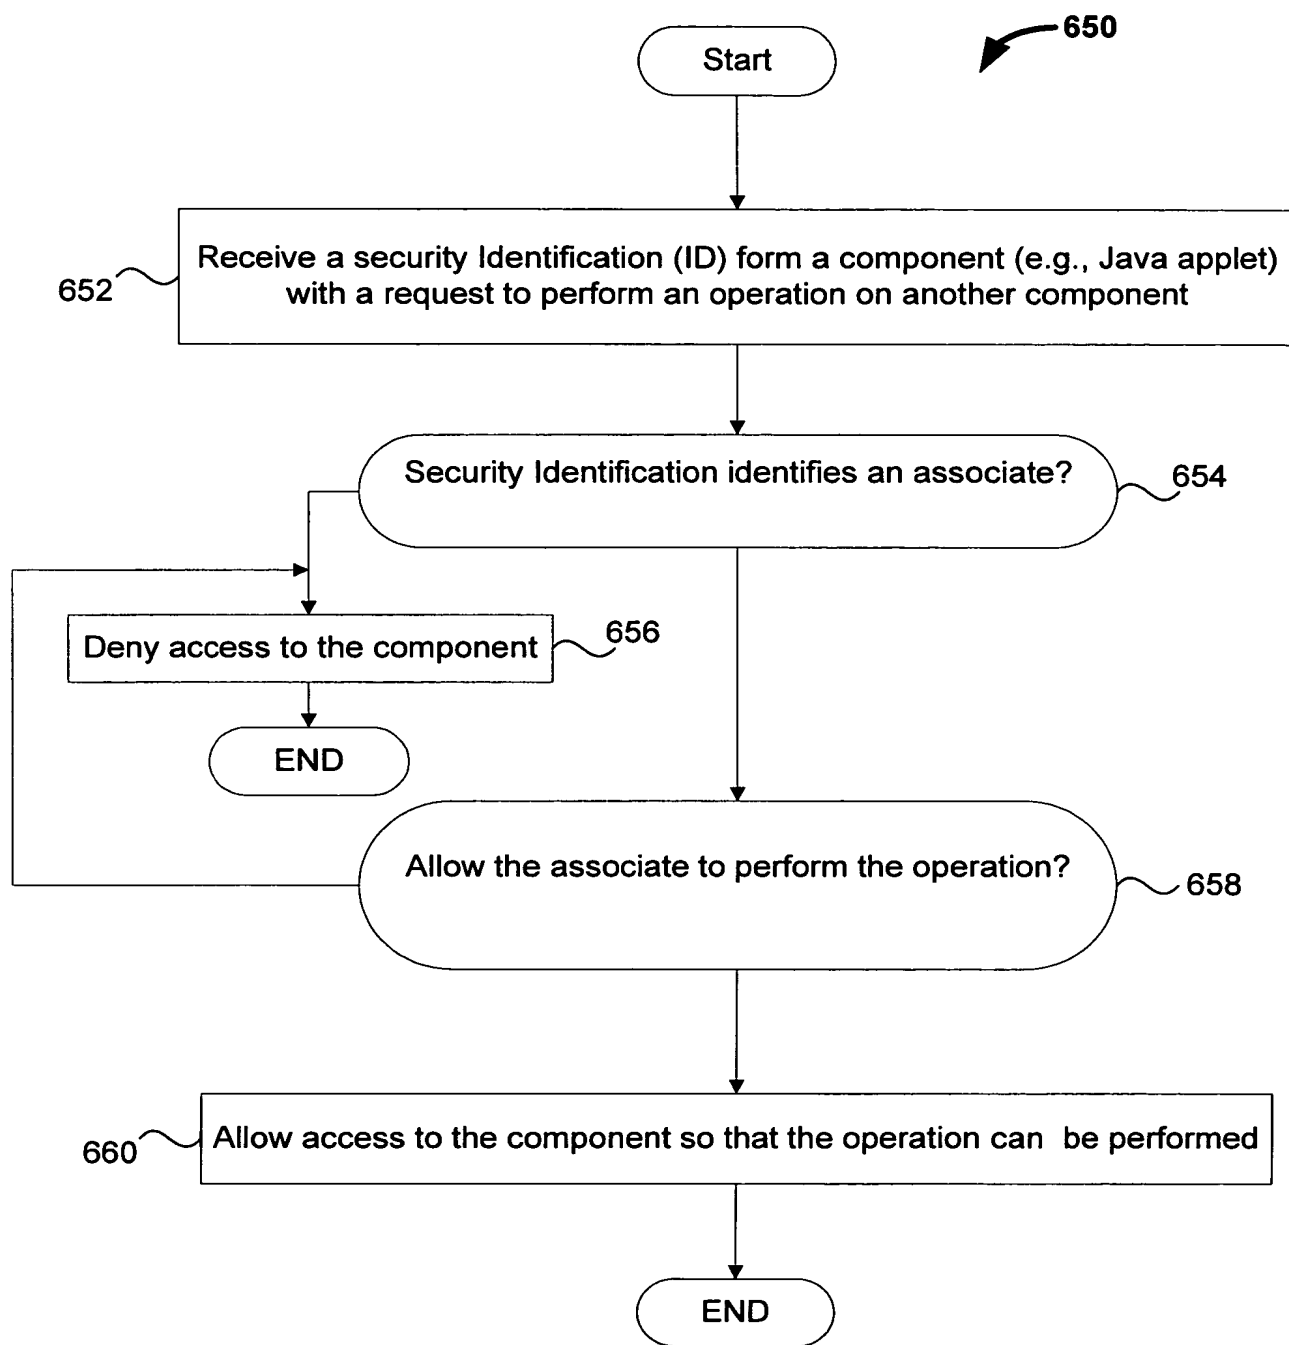 650
Start
Receive a security Identification (ID) form a component (e.g., Java applet)
with a request to perform an operation on another component
652
Security Identification identifies an associate?
654
Deny access to the component
656
END
Allow the associate to perform the operation?
658
Allow access to the component so that the operation can be performed
660
END